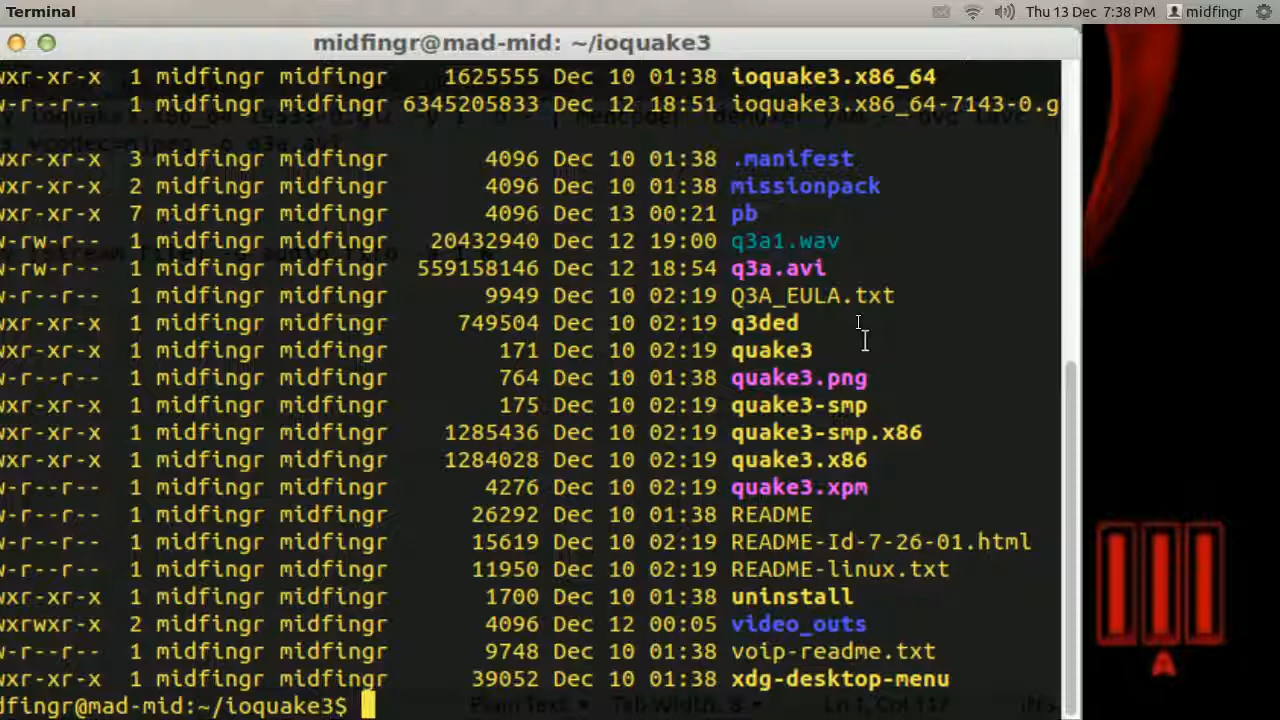 Terminal Thu 13 Dec 7:38 PM midfingr
midfingr@mad-mid: ~/ioquake3
wxr-xr-x 1 midfingr midfingr 1625555 Dec 10 01:38 ioquake3.x86_64
w-r--r-- 1 midfingr midfingr 6345205833 Dec 12 18:51 ioquake3.x86_64-7143-0.g
wxr-xr-x 3 midfingr midfingr 4096 Dec 10 01:38 .manifest
wxr-xr-x 2 midfingr midfingr 4096 Dec 10 01:38 missionpack
wxr-xr-x 7 midfingr midfingr 4096 Dec 13 00:21 pb
w-rw-r-- 1 midfingr midfingr 20432940 Dec 12 19:00 q3a1.wav
w-rw-r-- 1 midfingr midfingr 559158146 Dec 12 18:54 q3a.avi
w-r--r-- 1 midfingr midfingr 9949 Dec 10 02:19 Q3A_EULA.txt
wxr-xr-x 1 midfingr midfingr 749504 Dec 10 02:19 q3ded
wxr-xr-x 1 midfingr midfingr 171 Dec 10 02:19 quake3
w-r--r-- 1 midfingr midfingr 764 Dec 10 01:38 quake3.png
wxr-xr-x 1 midfingr midfingr 175 Dec 10 02:19 quake3-smp
wxr-xr-x 1 midfingr midfingr 1285436 Dec 10 02:19 quake3-smp.x86
wxr-xr-x 1 midfingr midfingr 1284028 Dec 10 02:19 quake3.x86
w-r--r-- 1 midfingr midfingr 4276 Dec 10 02:19 quake3.xpm
w-r--r-- 1 midfingr midfingr 26292 Dec 10 01:38 README
w-r--r-- 1 midfingr midfingr 15619 Dec 10 02:19 README-Id-7-26-01.html
w-r--r-- 1 midfingr midfingr 11950 Dec 10 02:19 README-linux.txt
wxr-xr-x 1 midfingr midfingr 1700 Dec 10 01:38 uninstall
wxrwxr-x 2 midfingr midfingr 4096 Dec 12 00:05 video_outs
w-r--r-- 1 midfingr midfingr 9748 Dec 10 01:38 voip-readme.txt
wxr-xr-x 1 midfingr midfingr 39052 Dec 10 01:38 xdg-desktop-menu
dfingr@mad-mid:~/ioquake3$
A